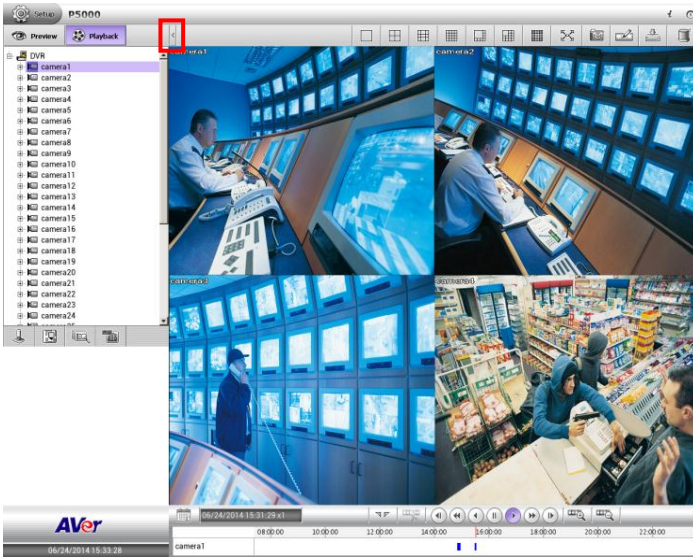 Setup P5000
Preview Playback
DVR
camera1
camera2
camera3
camera4
camera5
camera6
camera7
camera8
camera9
camera10
camera11
camera12
camera13
camera14
camera15
camera16
camera17
camera18
camera19
camera20
camera21
camera22
camera23
camera24
camera1
camera2
camera3
camera4
06/24/2014 15:31:29 x1
08:00:00 10:00:00 12:00:00 14:00:00 16:00:00 18:00:00 20:00:00 22:00:00
camera1
AVer
06/24/2014 15:33:28